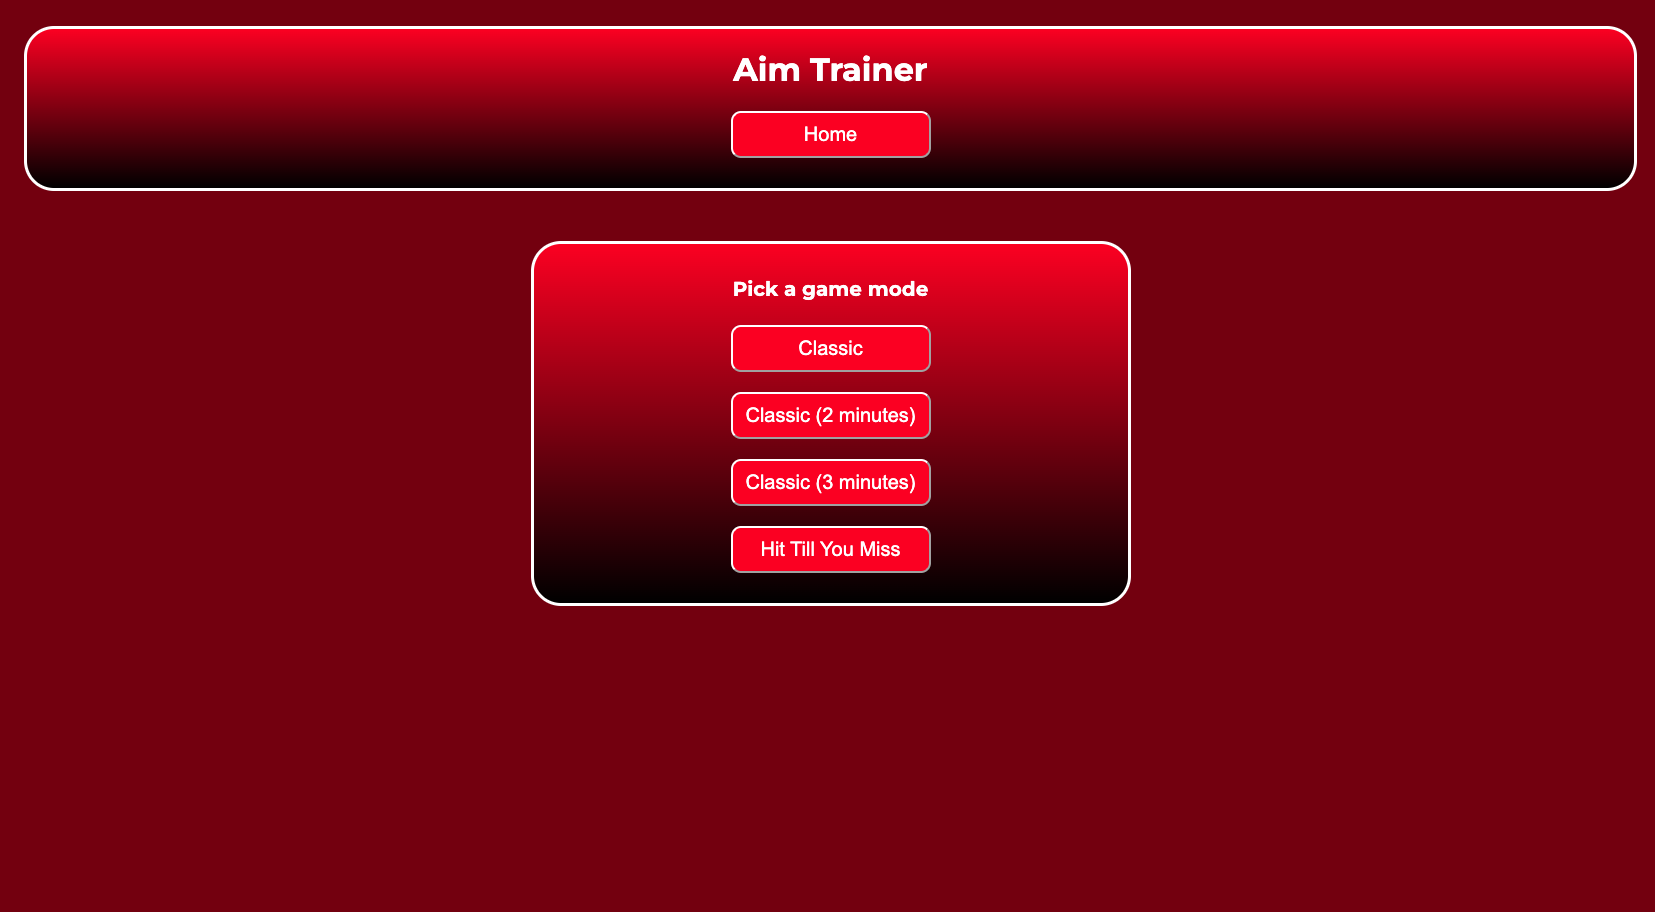 Aim Trainer
Home
Pick a game mode
Classic
Classic (2 minutes)
Classic (3 minutes)
Hit Till You Miss